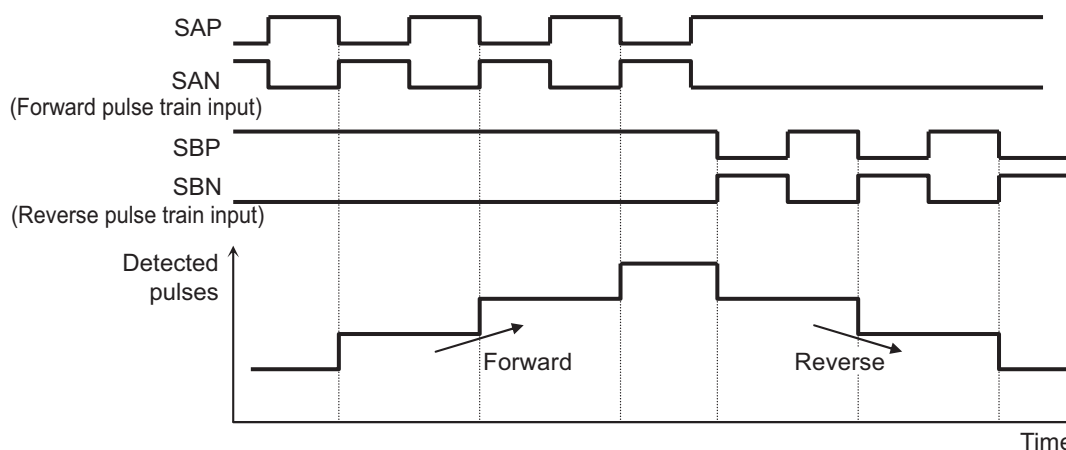 SAP
SAN
(Forward pulse train input)
SBP
SBN
(Reverse pulse train input)
Detected
pulses
Forward
Reverse
Time